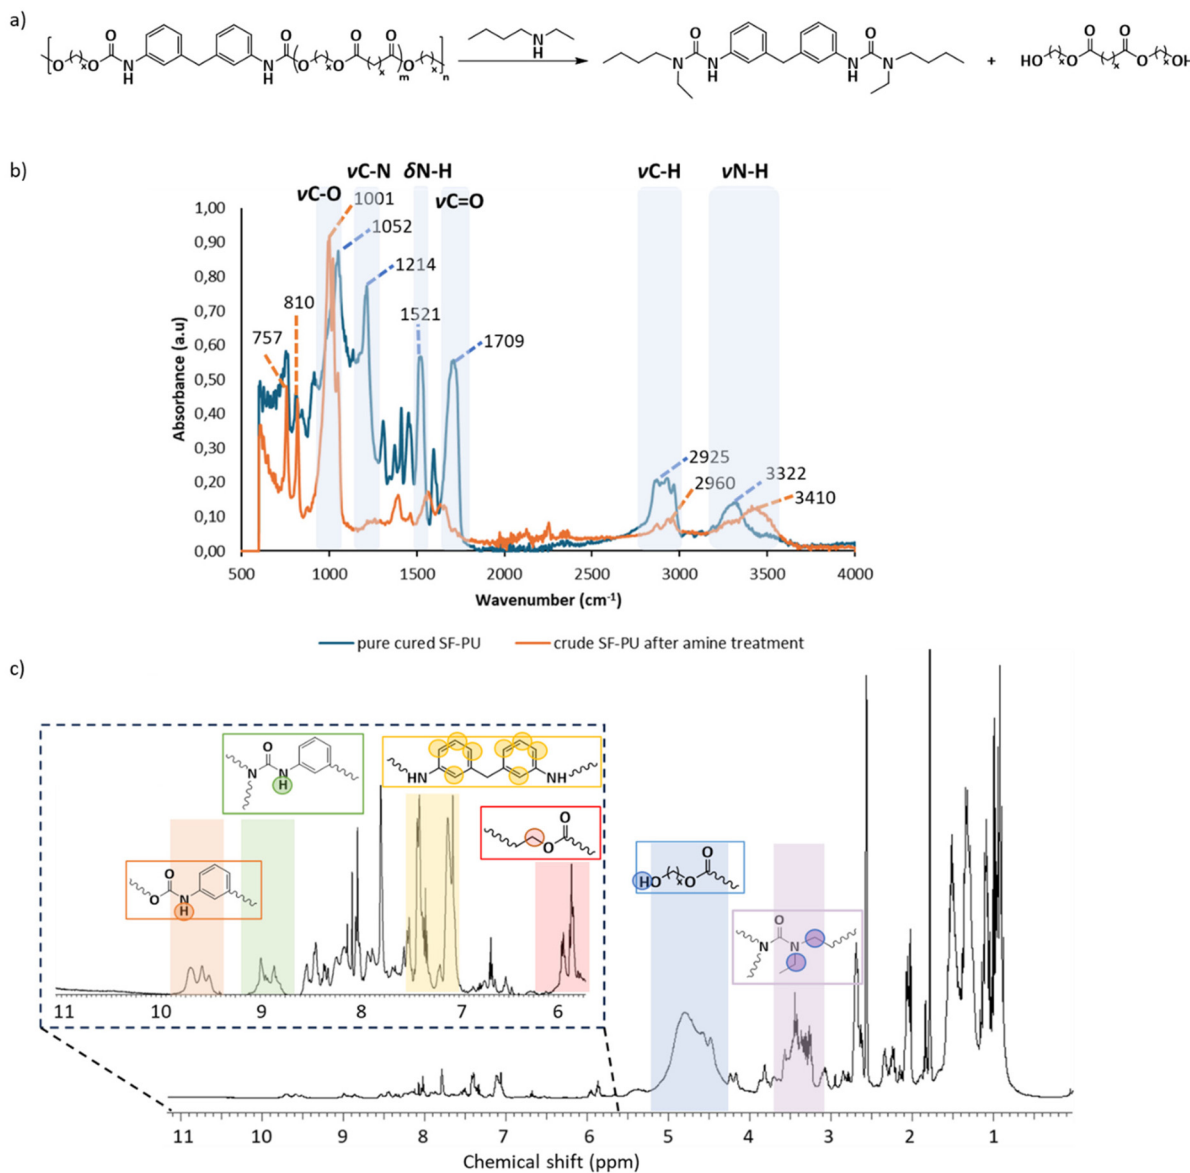 a)
O
O
O
O
O
N
H
O
( )x
O
O
N
H
N
H
O
O
( )x
O
x
O
m
O
( )x
n
N
N
H
N
H
N
+
HO
( )x
O
x
O
( )x
OH
b)
νC-O
νC-N
δN-H
νC=O
νC-H
νN-H
1,00
0,90
0,80
0,70
0,60
0,50
0,40
0,30
0,20
0,10
0,00
Absorbance (a.u)
757
810
1001
1052
1214
1521
1709
2925
2960
3322
3410
500 1000 1500 2000 2500 3000 3500 4000
Wavenumber (cm-1)
pure cured SF-PU
crude SF-PU after amine treatment
c)
O
N
N
H
HN
NH
O
O
O
O
N
H
O
HO
( )x
O
O
N
N
11 10 9 8 7 6
11 10 9 8 7 6 5 4 3 2 1
Chemical shift (ppm)